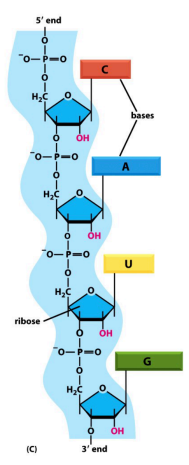 5′ end
O
⁻O—P=O
O
H₂C
O
C
bases
OH
O
⁻O—P=O
O
H₂C
O
A
OH
O
⁻O—P=O
O
H₂C
O
U
ribose
OH
O
⁻O—P=O
O
H₂C
O
G
O
OH
(C)
3′ end